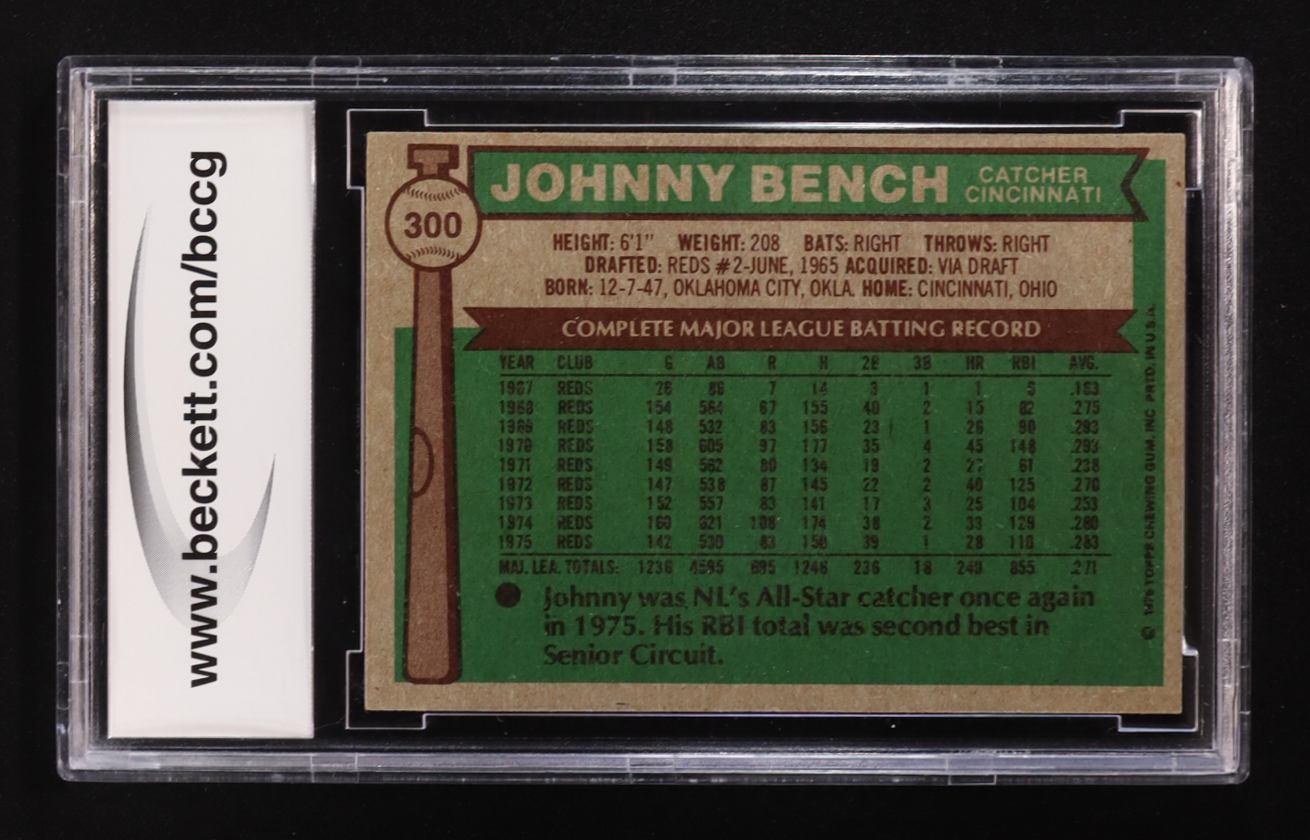 www.beckett.com/bccg
300
JOHNNY BENCH
CATCHER
CINCINNATI
HEIGHT: 6'1" WEIGHT: 208 BATS: RIGHT THROWS: RIGHT
DRAFTED: REDS #2-JUNE, 1965 ACQUIRED: VIA DRAFT
BORN: 12-7-47, OKLAHOMA CITY, OKLA. HOME: CINCINNATI, OHIO
COMPLETE MAJOR LEAGUE BATTING RECORD
YEAR CLUB G AB R H 2B 3B HR RBI AVG.
1967 REDS 26 86 7 14 3 1 1 .163
1968 REDS 154 564 67 155 40 2 15 82 .275
1969 REDS 148 532 83 156 23 1 26 90 .293
1970 REDS 158 605 97 177 35 4 45 148 .293
1971 REDS 149 562 80 134 19 2 27 61 .238
1972 REDS 147 538 87 145 22 2 40 125 .270
1973 REDS 152 557 83 141 17 3 25 104 .253
1974 REDS 160 621 108 174 38 2 33 129 .280
1975 REDS 142 530 83 150 39 1 28 110 .283
MAJ. LEA. TOTALS: 1236 4595 695 1246 236 18 240 855 .271
● Johnny was NL's All-Star catcher once again
in 1975. His RBI total was second best in
Senior Circuit.
© 1976 TOPPS CHEWING GUM, INC. PRTD. IN U.S.A.